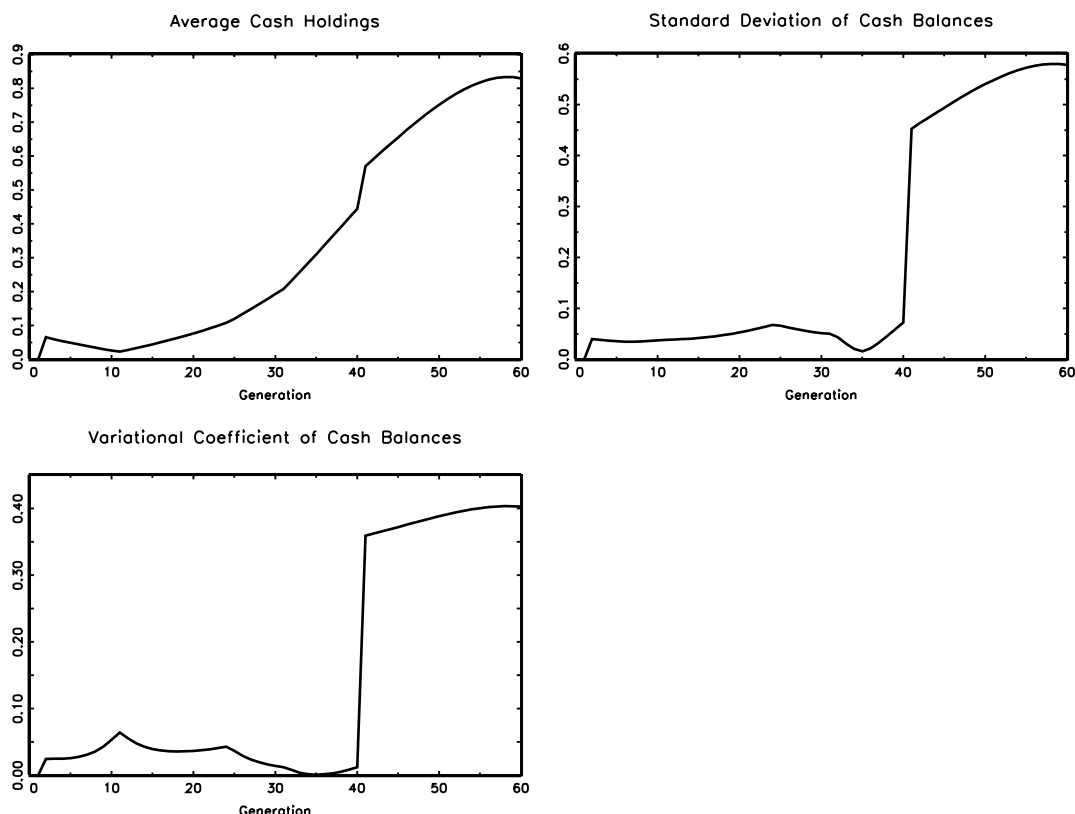 Average Cash Holdings
0.9
0.8
0.7
0.6
0.5
0.4
0.3
0.2
0.1
0.0
0 10 20 30 40 50 60
Generation
Standard Deviation of Cash Balances
0.6
0.5
0.4
0.3
0.2
0.1
0.0
0 10 20 30 40 50 60
Generation
Variational Coefficient of Cash Balances
0.40
0.30
0.20
0.10
0.00
0 10 20 30 40 50 60
Generation